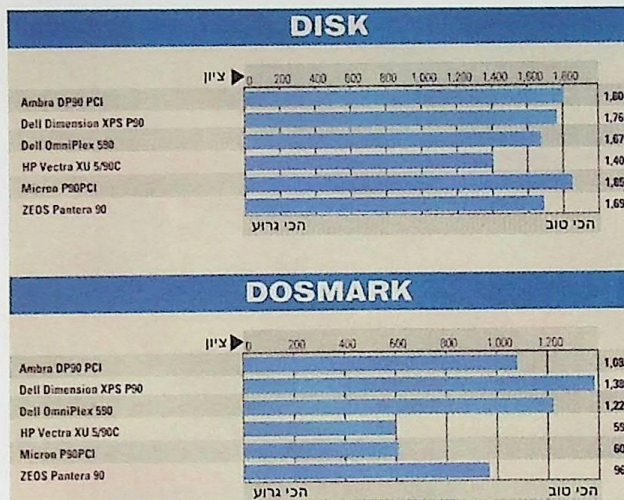 DISK
ציון 0 200 400 600 800 1,000 1,200 1,400 1,600 1,800
Ambra DP90 PCI 1,80
Dell Dimension XPS P90 1,76
Dell OmniPlex 590 1,67
HP Vectra XU 5/90C 1,40
Micron P90PCI 1,85
ZEOS Pantera 90 1,69
הכי גרוע הכי טוב
DOSMARK
ציון 0 200 400 600 800 1,000 1,200
Ambra DP90 PCI 1,08
Dell Dimension XPS P90 1,38
Dell OmniPlex 590 1,22
HP Vectra XU 5/90C 59
Micron P90PCI 60
ZEOS Pantera 90 96
הכי גרוע הכי טוב